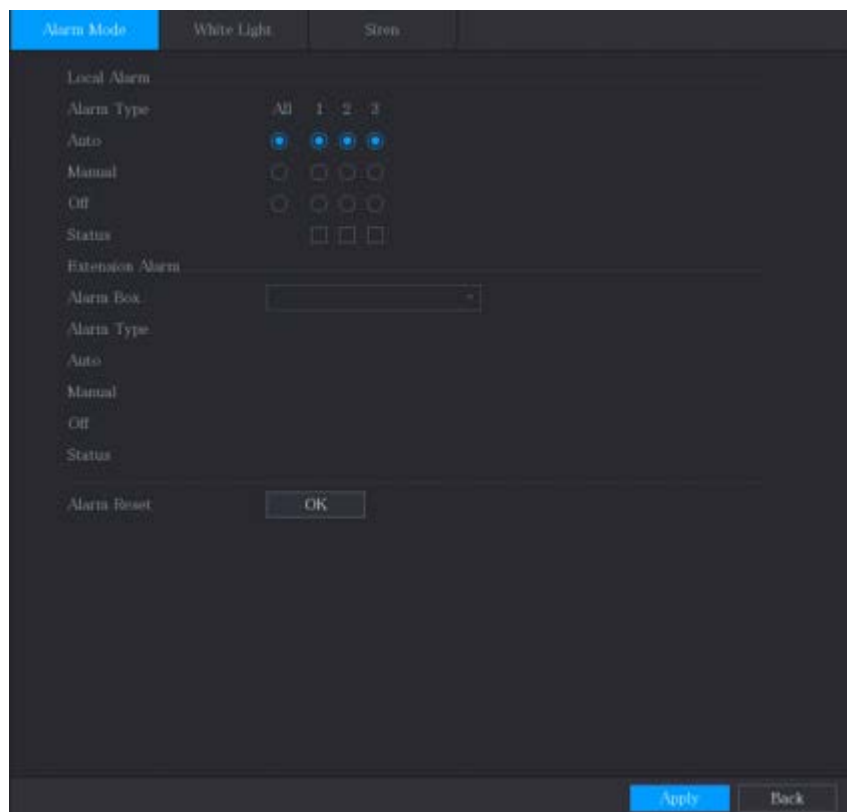 Alarm Mode White Light Siren
Local Alarm
Alarm Type All 1 2 3
Auto
Manual
Off
Status
Extension Alarm
Alarm Box
Alarm Type
Auto
Manual
Off
Status
Alarm Reset OK
Apply Back